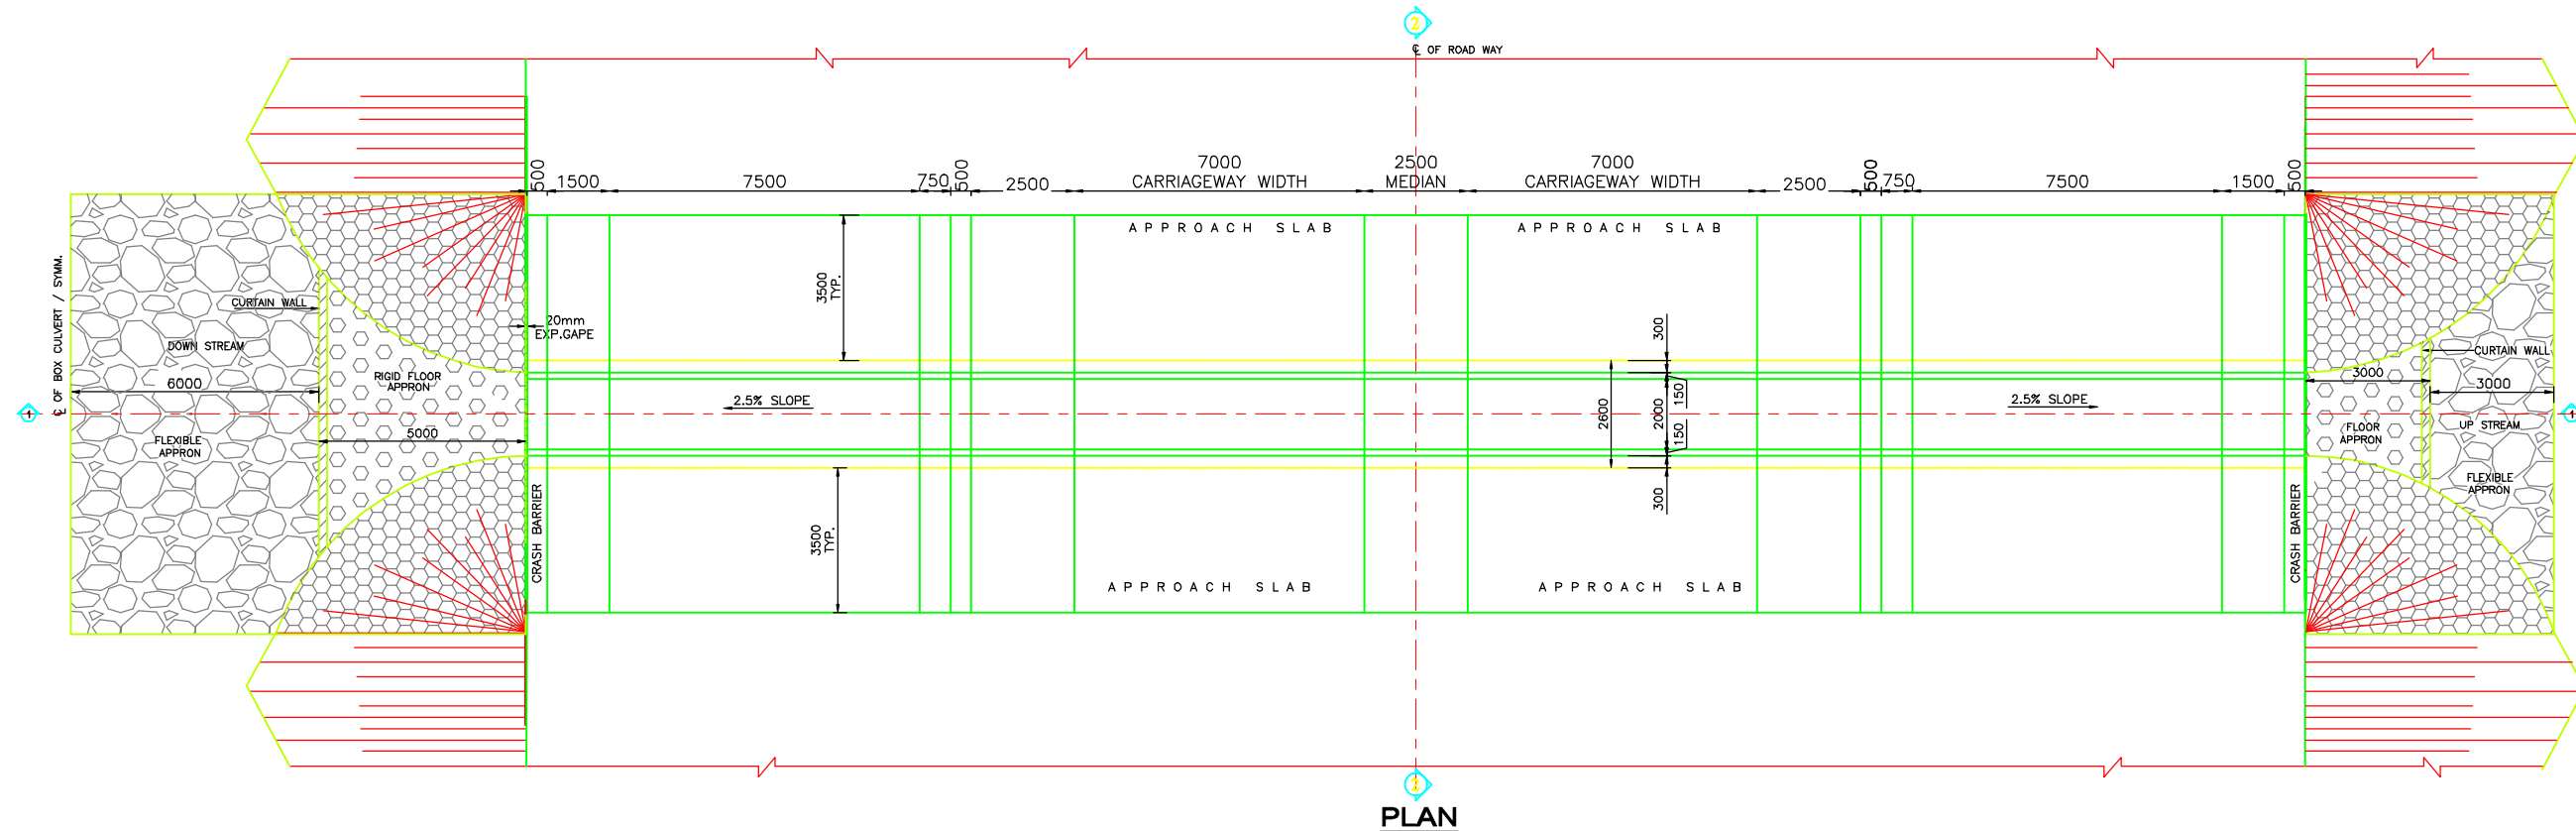 2
℄ OF ROAD WAY
500
1500
7500
750
500
2500
7000
CARRIAGEWAY WIDTH
2500
MEDIAN
7000
CARRIAGEWAY WIDTH
2500
500
750
7500
1500
500
APPROACH SLAB
APPROACH SLAB
3500
TYP.
℄ OF BOX CULVERT / SYMM.
CURTAIN WALL
DOWN STREAM
6000
20mm
EXP.GAPE
RIGID FLOOR
APPRON
300
CURTAIN WALL
3000
3000
1
2.5% SLOPE
2600
2000
150
150
2.5% SLOPE
1
5000
FLEXIBLE
APPRON
FLOOR
APPRON
UP STREAM
FLEXIBLE
APPRON
300
3500
TYP.
CRASH BARRIER
CRASH BARRIER
APPROACH SLAB
APPROACH SLAB
2
PLAN